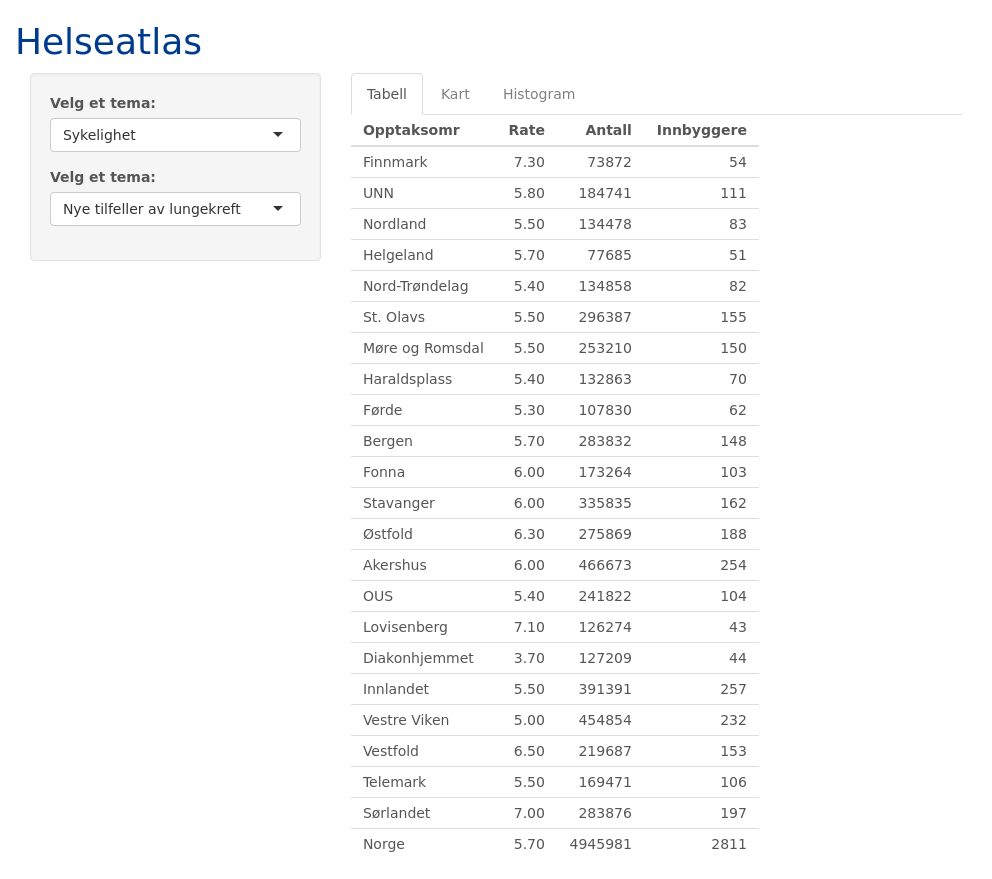 Helseatlas
Velg et tema:
Sykelighet
Velg et tema:
Nye tilfeller av lungekreft
Tabell Kart Histogram
Opptaksomr Rate Antall Innbyggere
Finnmark 7.30 73872 54
UNN 5.80 184741 111
Nordland 5.50 134478 83
Helgeland 5.70 77685 51
Nord-Trøndelag 5.40 134858 82
St. Olavs 5.50 296387 155
Møre og Romsdal 5.50 253210 150
Haraldsplass 5.40 132863 70
Førde 5.30 107830 62
Bergen 5.70 283832 148
Fonna 6.00 173264 103
Stavanger 6.00 335835 162
Østfold 6.30 275869 188
Akershus 6.00 466673 254
OUS 5.40 241822 104
Lovisenberg 7.10 126274 43
Diakonhjemmet 3.70 127209 44
Innlandet 5.50 391391 257
Vestre Viken 5.00 454854 232
Vestfold 6.50 219687 153
Telemark 5.50 169471 106
Sørlandet 7.00 283876 197
Norge 5.70 4945981 2811